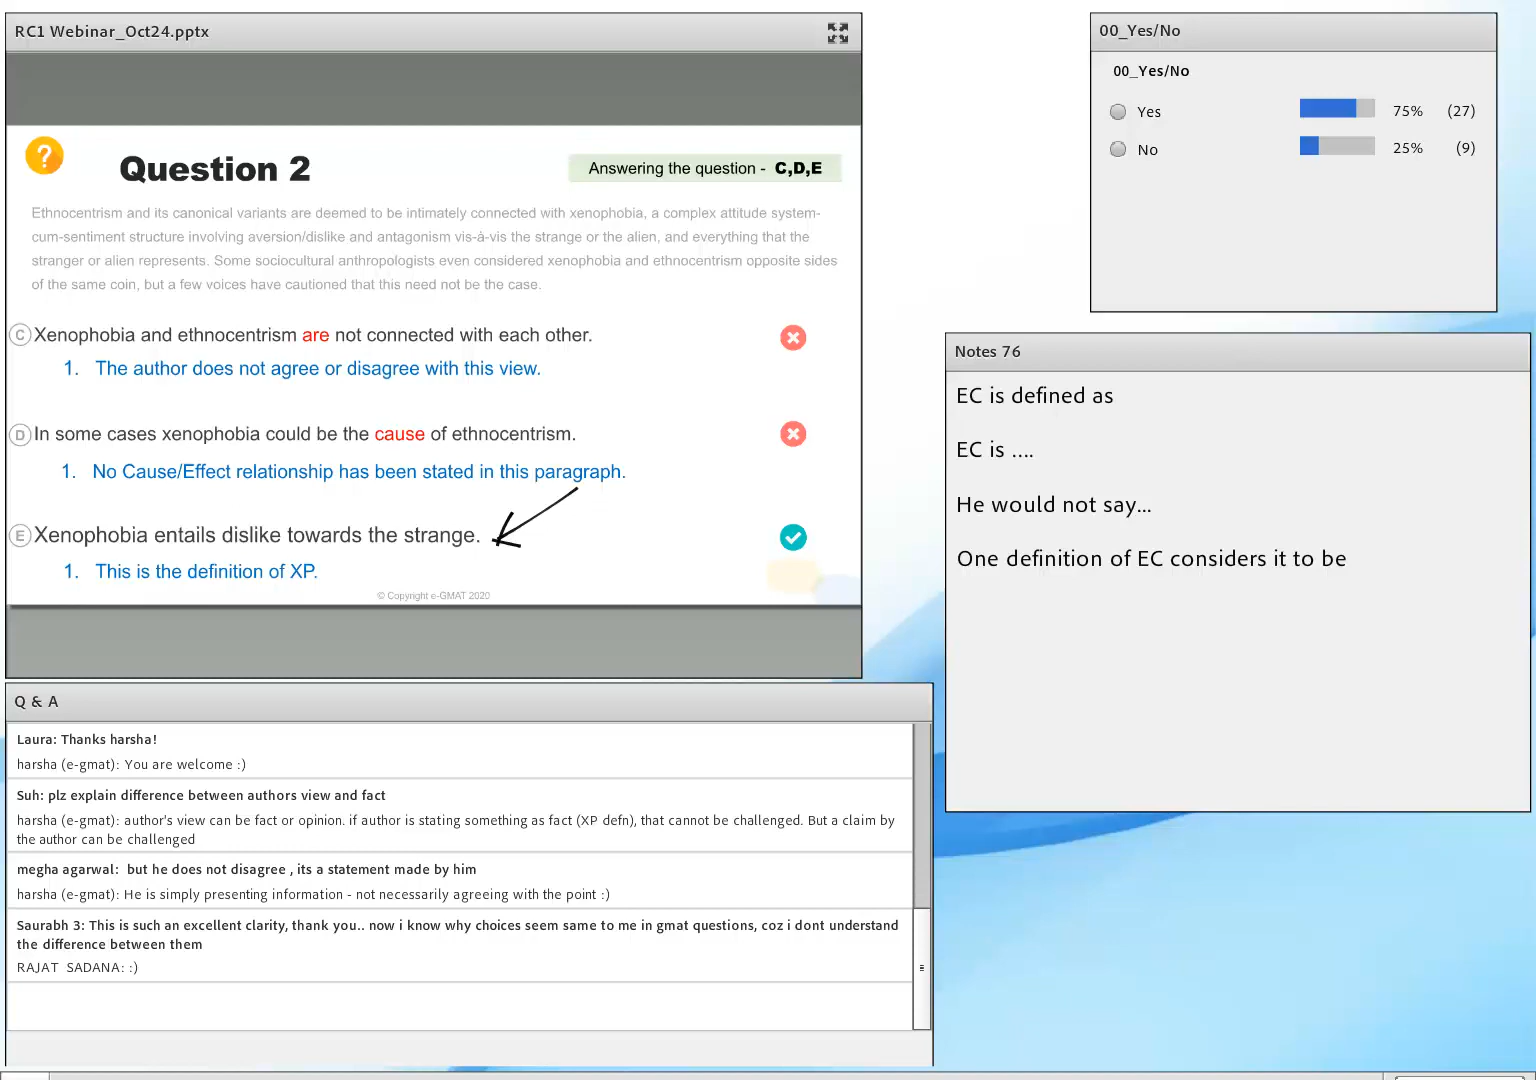 RC1 Webinar_Oct24.pptx
?
Question 2
Answering the question - C,D,E
Ethnocentrism and its canonical variants are deemed to be intimately connected with xenophobia, a complex attitude system-
cum-sentiment structure involving aversion/dislike and antagonism vis-á-vis the strange or the alien, and everything that the
stranger or alien represents. Some sociocultural anthropologists even considered xenophobia and ethnocentrism opposite sides
of the same coin, but a few voices have cautioned that this need not be the case.
C Xenophobia and ethnocentrism are not connected with each other.
1. The author does not agree or disagree with this view.
D In some cases xenophobia could be the cause of ethnocentrism.
1. No Cause/Effect relationship has been stated in this paragraph.
E Xenophobia entails dislike towards the strange.
1. This is the definition of XP.
© Copyright e-GMAT 2020
00_Yes/No
00_Yes/No
Yes 75% (27)
No 25% (9)
Notes 76
EC is defined as
EC is ....
He would not say...
One definition of EC considers it to be
Q & A
Laura: Thanks harsha!
harsha (e-gmat): You are welcome :)
Suh: plz explain difference between authors view and fact
harsha (e-gmat): author's view can be fact or opinion. if author is stating something as fact (XP defn), that cannot be challenged. But a claim by
the author can be challenged
megha agarwal: but he does not disagree , its a statement made by him
harsha (e-gmat): He is simply presenting information - not necessarily agreeing with the point :)
Saurabh 3: This is such an excellent clarity, thank you.. now i know why choices seem same to me in gmat questions, coz i dont understand
the difference between them
RAJAT SADANA: :)